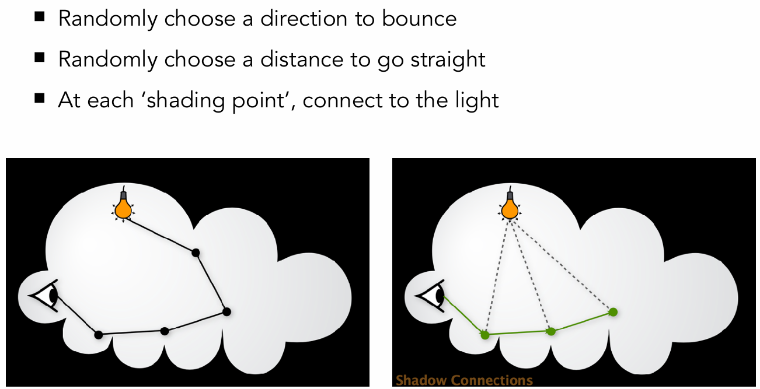 Randomly choose a direction to bounce
Randomly choose a distance to go straight
At each ‘shading point’, connect to the light
Shadow Connections